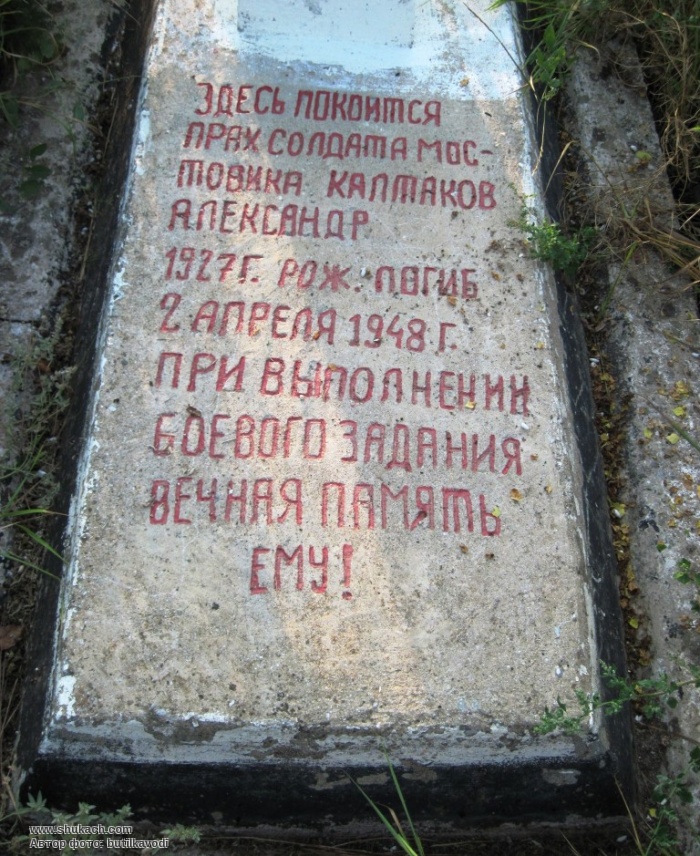 ЗДЕСЬ ПОКОИТСЯ
ПРАХ СОЛДАТА МОС-
ТОВИКА КАЛТАКОВ
АЛЕКСАНДР
1927 Г. РОЖ. ПОГИБ
2 АПРЕЛЯ 1948 Г.
ПРИ ВЫПОЛНЕНИИ
БОЕВОГО ЗАДАНИЯ
ВЕЧНАЯ ПАМЯТЬ
ЕМУ!
www.shukach.com
Автор фото: butilkavodi